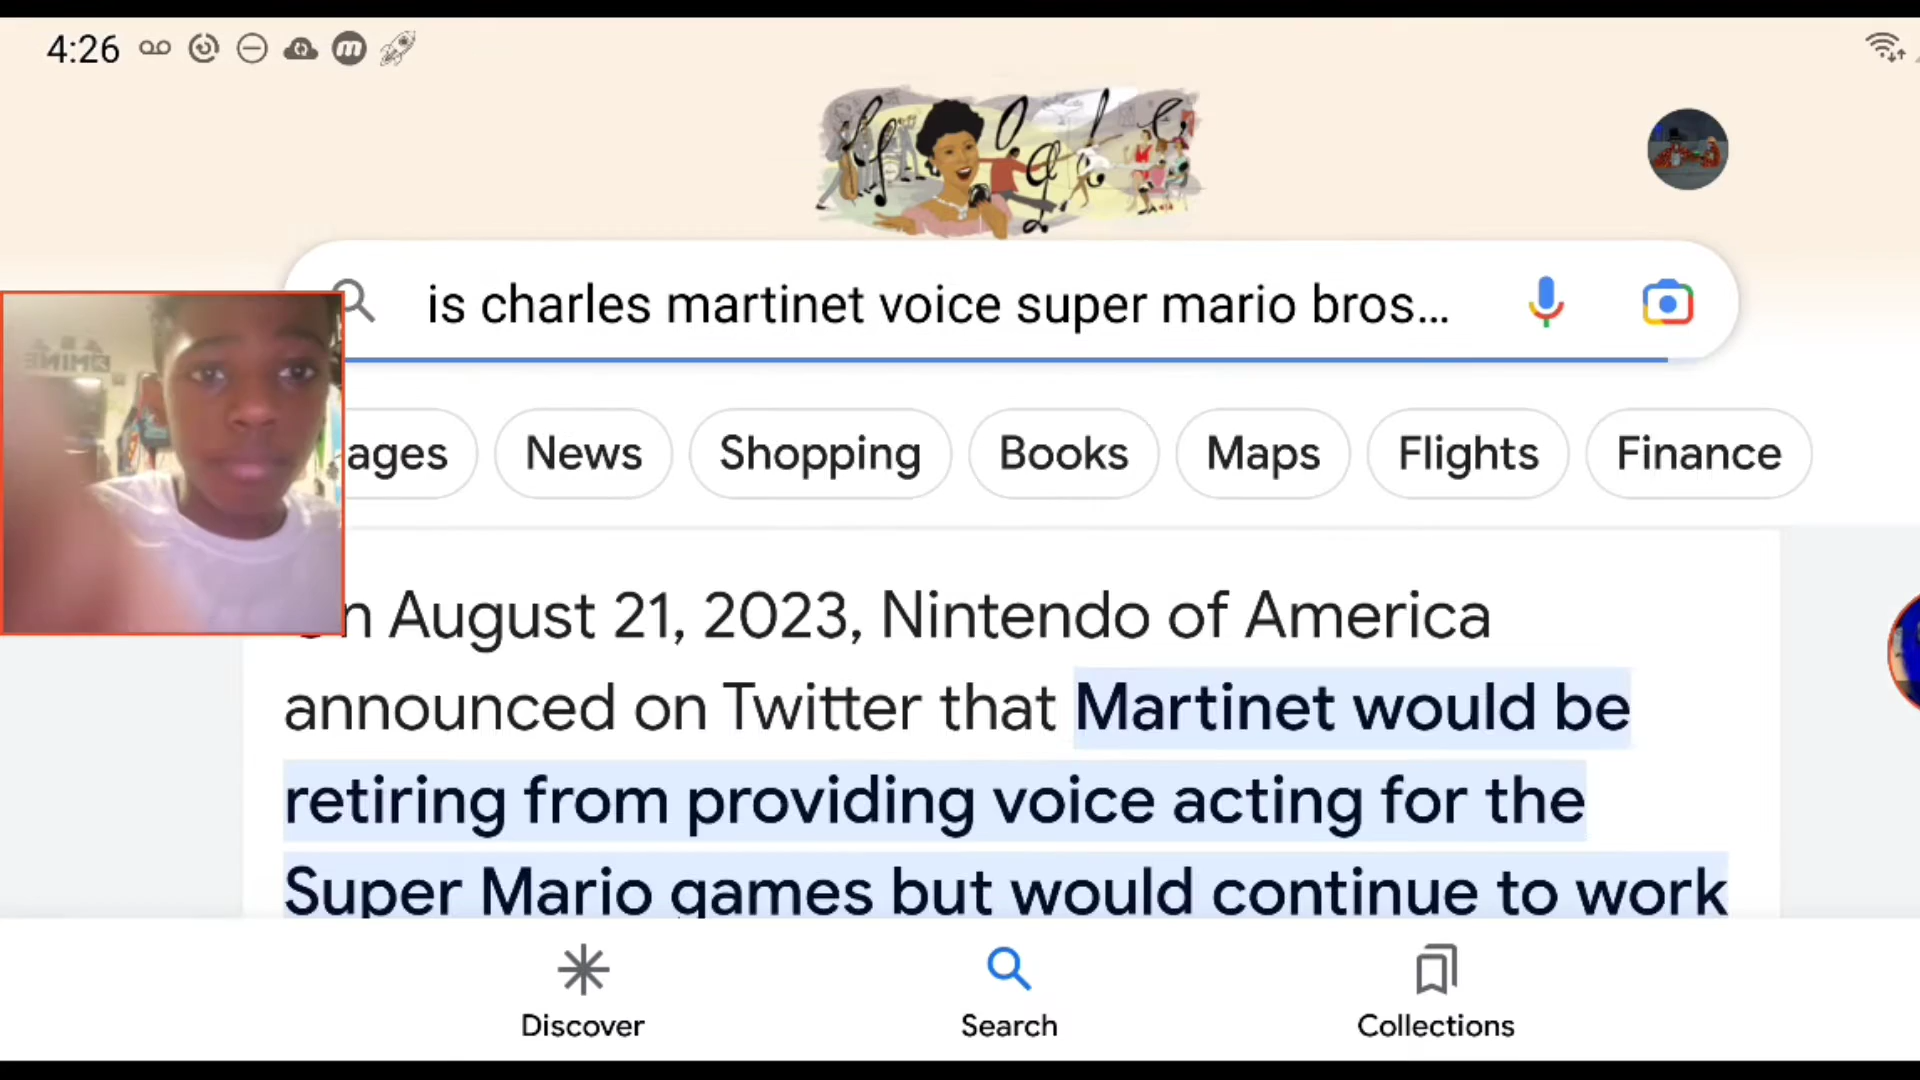 4:26
is charles martinet voice super mario bros...
ages
News
Shopping
Books
Maps
Flights
Finance
n August 21, 2023, Nintendo of America
announced on Twitter that Martinet would be
retiring from providing voice acting for the
Super Mario games but would continue to work
Discover
Search
Collections